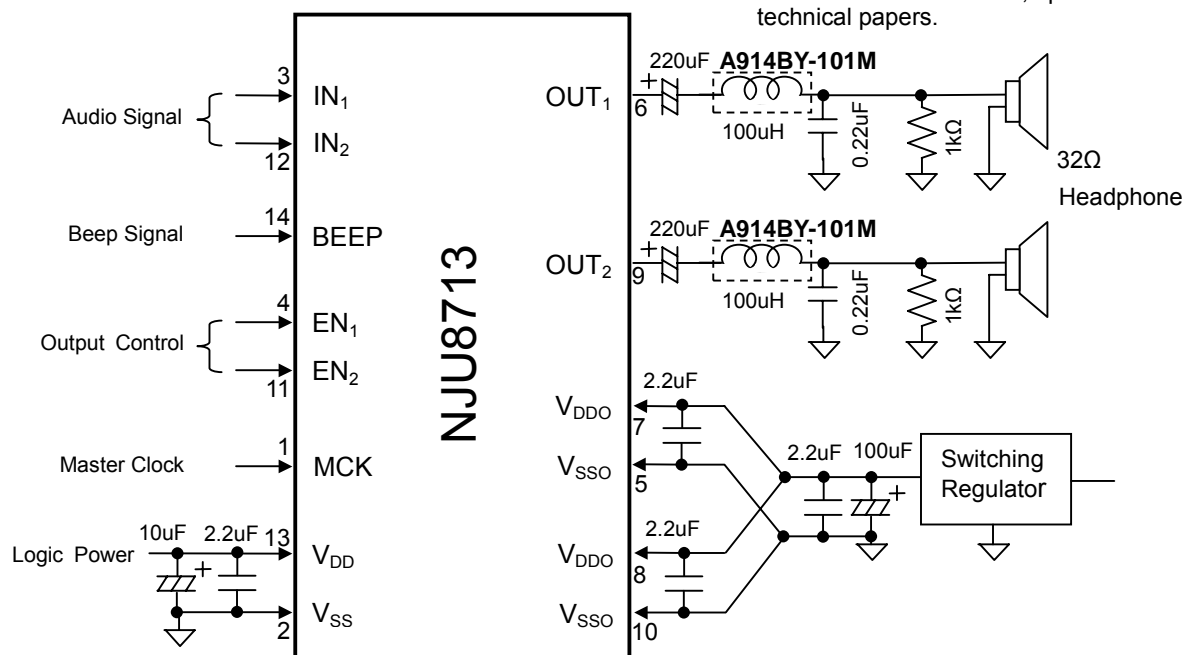 technical papers.
220uF
A914BY-101M
3
IN1
OUT1
6
100uH
0.22uF
1kΩ
Audio Signal
IN2
12
32Ω
Headphone
14
Beep Signal
BEEP
220uF
A914BY-101M
OUT2
9
100uH
0.22uF
1kΩ
NJU8713
4
EN1
Output Control
EN2
11
2.2uF
VDDO
7
1
Master Clock
MCK
VSSO
5
2.2uF
100uF
Switching
Regulator
10uF
2.2uF
13
Logic Power
VDD
2.2uF
VDDO
8
VSS
2
VSSO
10